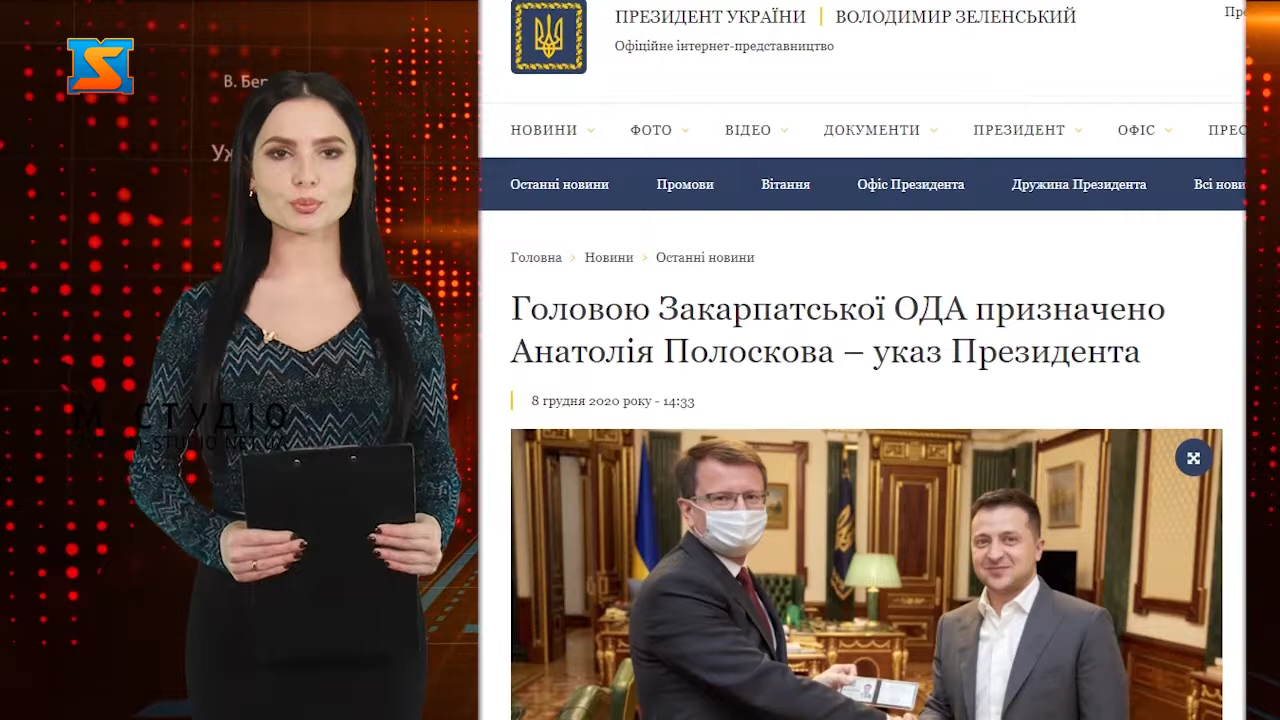 ПРЕЗИДЕНТ УКРАЇНИ | ВОЛОДИМИР ЗЕЛЕНСЬКИЙ
Офіційне інтернет-представництво
НОВИНИ ФОТО ВІДЕО ДОКУМЕНТИ ПРЕЗИДЕНТ ОФІС
Останні новини Промови Вітання Офіс Президента Дружина Президента Всі
Головна > Новини > Останні новини
Головою Закарпатської ОДА призначено
Анатолія Полоскова – указ Президента
8 грудня 2020 року - 14:33
М СТУДІО